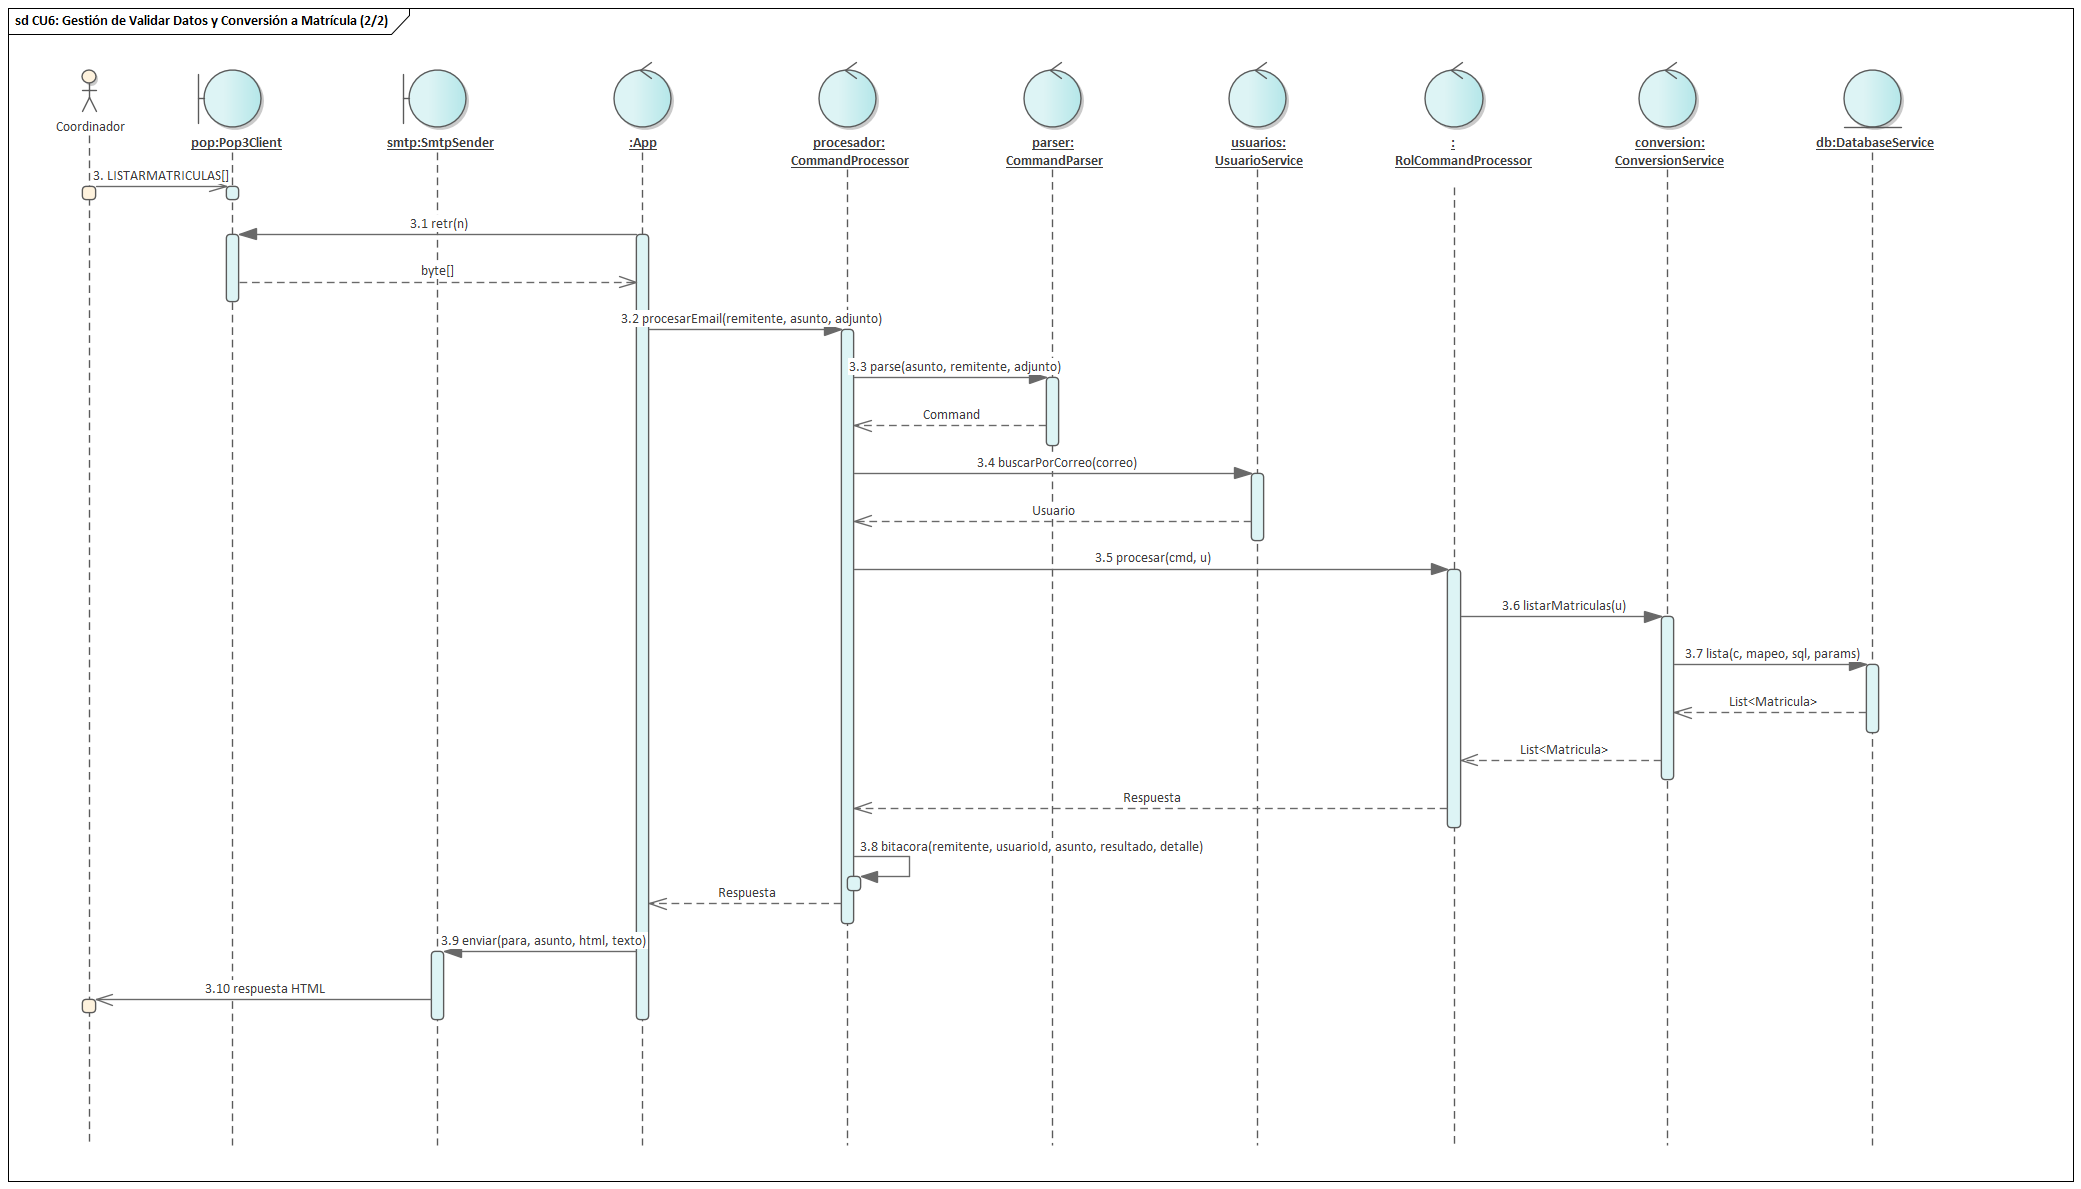 sd CU6: Gestión de Validar Datos y Conversión a Matrícula (2/2)
Coordinador
pop:Pop3Client
smtp:SmtpSender
:App
procesador:
CommandProcessor
parser:
CommandParser
usuarios:
UsuarioService
:
RolCommandProcessor
conversion:
ConversionService
db:DatabaseService
3. LISTARMATRICULAS[]
3.1 retr(n)
byte[]
3.2 procesarEmail(remitente, asunto, adjunto)
3.3 parse(asunto, remitente, adjunto)
Command
3.4 buscarPorCorreo(correo)
Usuario
3.5 procesar(cmd, u)
3.6 listarMatriculas(u)
3.7 lista(c, mapeo, sql, params)
List<Matricula>
List<Matricula>
Respuesta
3.8 bitacora(remitente, usuarioId, asunto, resultado, detalle)
Respuesta
3.9 enviar(para, asunto, html, texto)
3.10 respuesta HTML